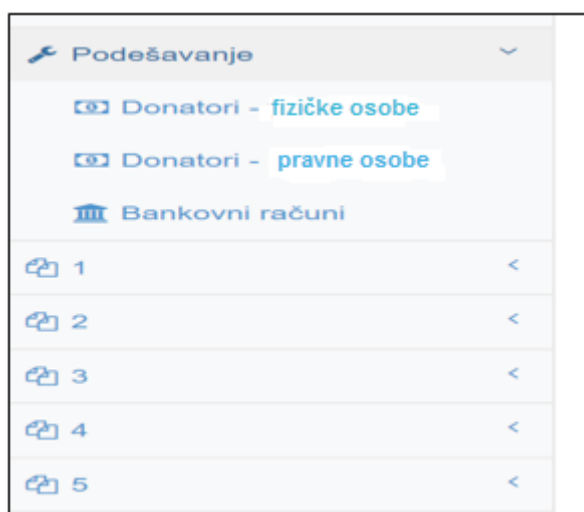 Podešavanje
Donatori - fizičke osobe
Donatori - pravne osobe
Bankovni računi
1
2
3
4
5